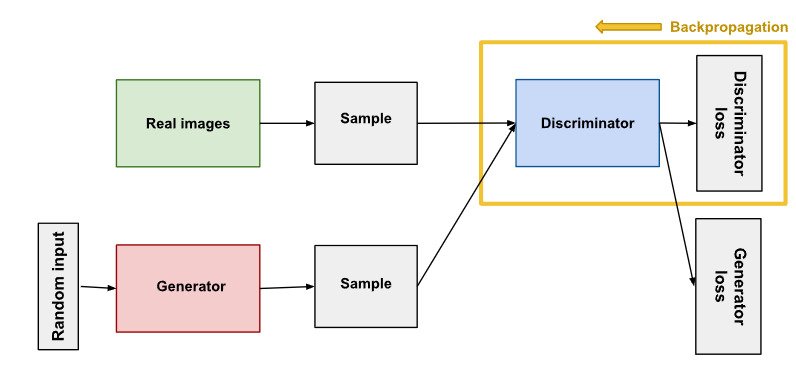 Backpropagation
Real images
Sample
Discriminator
Discriminator
loss
Random input
Generator
Sample
Generator
loss